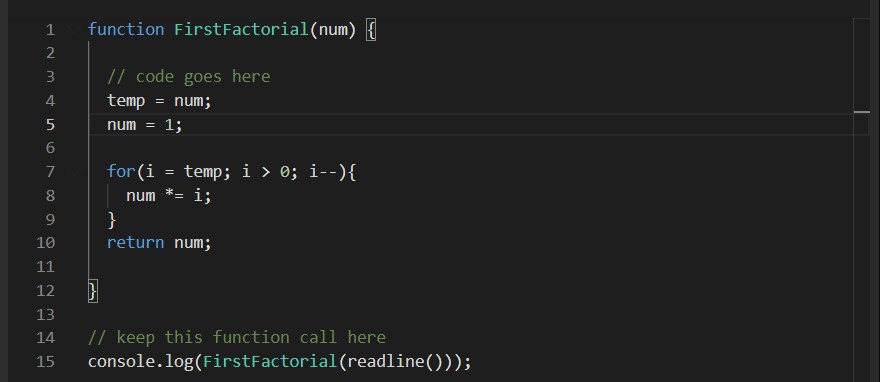 1 function FirstFactorial(num) {
2
3 // code goes here
4 temp = num;
5 num = 1;
6
7 for(i = temp; i > 0; i--){
8 num *= i;
9 }
10 return num;
11
12 }
13
14 // keep this function call here
15 console.log(FirstFactorial(readline()));